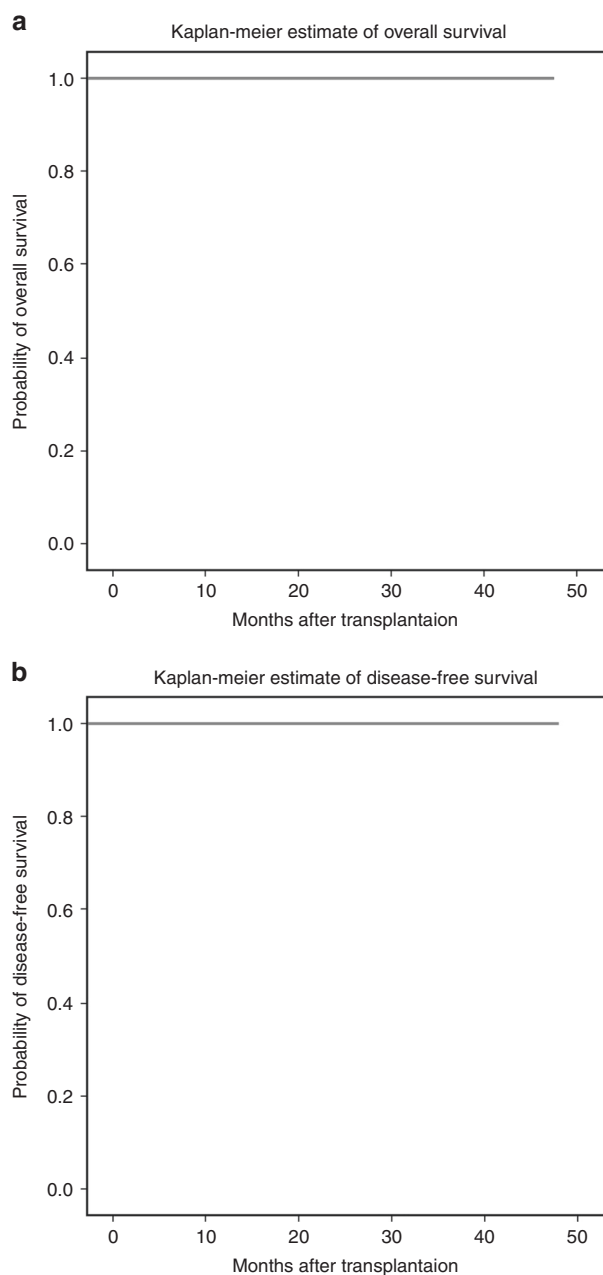 a
Kaplan-meier estimate of overall survival
1.0
0.8
0.6
0.4
0.2
0.0
Probability of overall survival
0 10 20 30 40 50
Months after transplantaion
b
Kaplan-meier estimate of disease-free survival
1.0
0.8
0.6
0.4
0.2
0.0
Probability of disease-free survival
0 10 20 30 40 50
Months after transplantaion